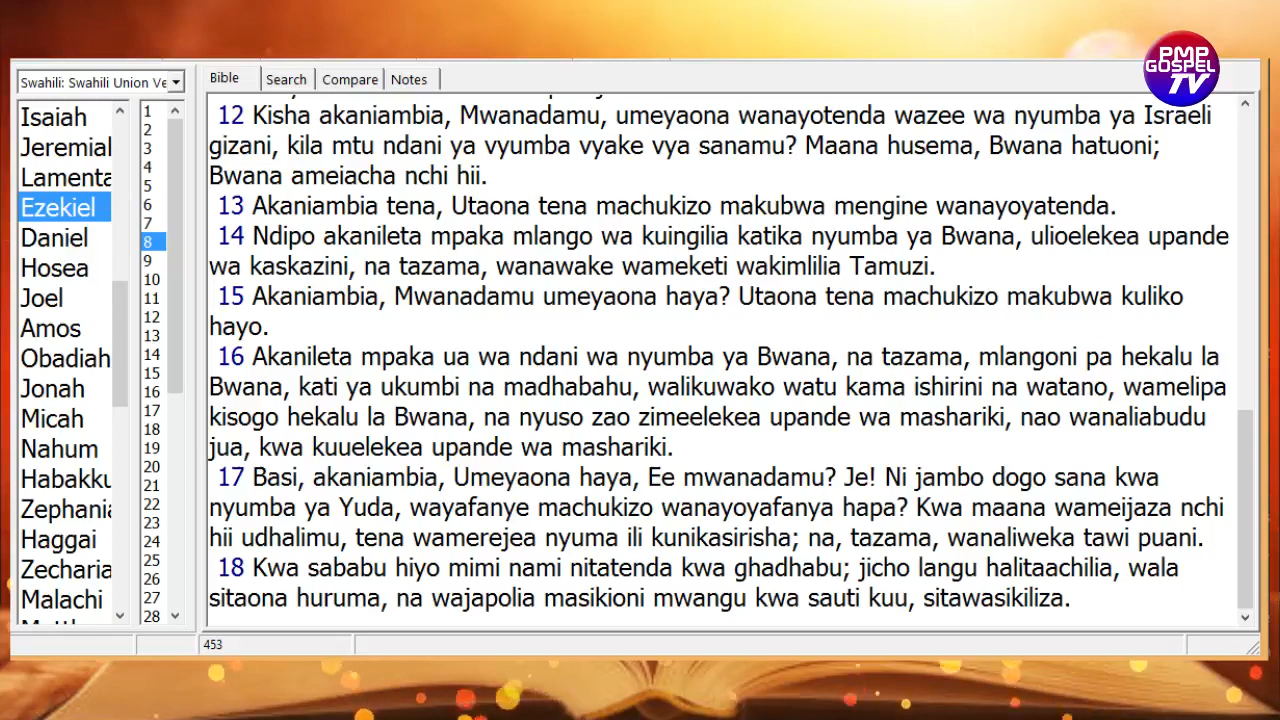 PMP
GOSPEL
TV
Swahili: Swahili Union Ve
Bible
Search
Compare
Notes
Isaiah
Jeremial
Lamenta
Ezekiel
Daniel
Hosea
Joel
Amos
Obadiah
Jonah
Micah
Nahum
Habakku
Zephania
Haggai
Zecharia
Malachi
1
2
3
4
5
6
7
8
9
10
11
12
13
14
15
16
17
18
19
20
21
22
23
24
25
26
27
28
12 Kisha akaniambia, Mwanadamu, umeyaona wanayotenda wazee wa nyumba ya Israeli
gizani, kila mtu ndani ya vyumba vyake vya sanamu? Maana husema, Bwana hatuoni;
Bwana ameiacha nchi hii.
13 Akaniambia tena, Utaona tena machukizo makubwa mengine wanayoyatenda.
14 Ndipo akanileta mpaka mlango wa kuingilia katika nyumba ya Bwana, ulioelekea upande
wa kaskazini, na tazama, wanawake wameketi wakimlilia Tamuzi.
15 Akaniambia, Mwanadamu umeyaona haya? Utaona tena machukizo makubwa kuliko
hayo.
16 Akanileta mpaka ua wa ndani wa nyumba ya Bwana, na tazama, mlangoni pa hekalu la
Bwana, kati ya ukumbi na madhabahu, walikuwako watu kama ishirini na watano, wamelipa
kisogo hekalu la Bwana, na nyuso zao zimeelekea upande wa mashariki, nao wanaliabudu
jua, kwa kuuelekea upande wa mashariki.
17 Basi, akaniambia, Umeyaona haya, Ee mwanadamu? Je! Ni jambo dogo sana kwa
nyumba ya Yuda, wayafanye machukizo wanayoyafanya hapa? Kwa maana wameijaza nchi
hii udhalimu, tena wamerejea nyuma ili kunikasirisha; na, tazama, wanaliweka tawi puani.
18 Kwa sababu hiyo mimi nami nitatenda kwa ghadhabu; jicho langu halitaachilia, wala
sitaona huruma, na wajapolia masikioni mwangu kwa sauti kuu, sitawasikiliza.
453